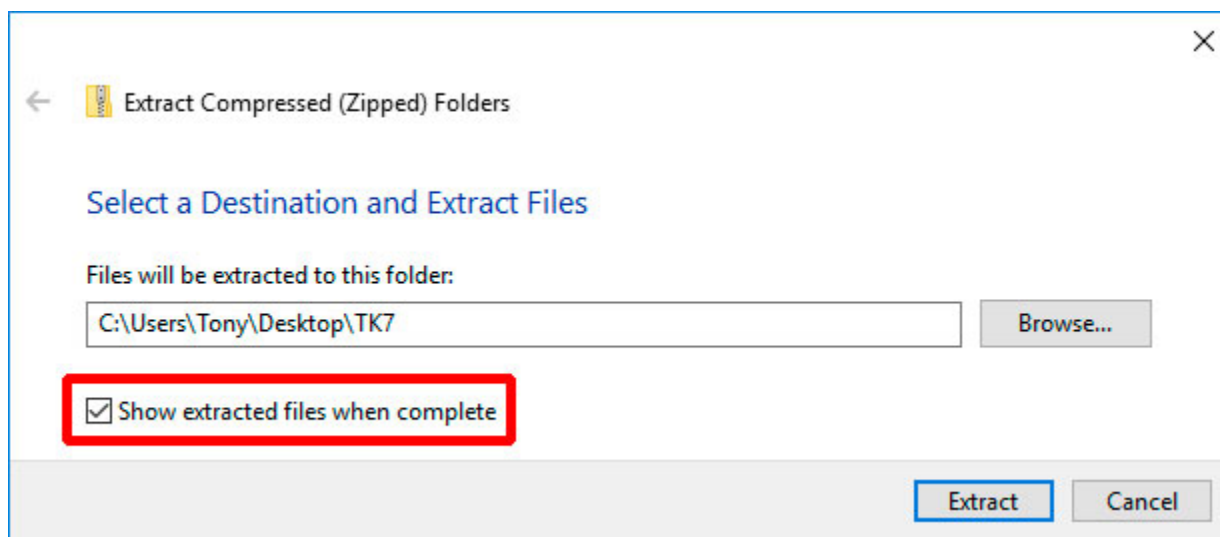 Extract Compressed (Zipped) Folders
Select a Destination and Extract Files
Files will be extracted to this folder:
C:\Users\Tony\Desktop\TK7
Browse...
Show extracted files when complete
Extract
Cancel